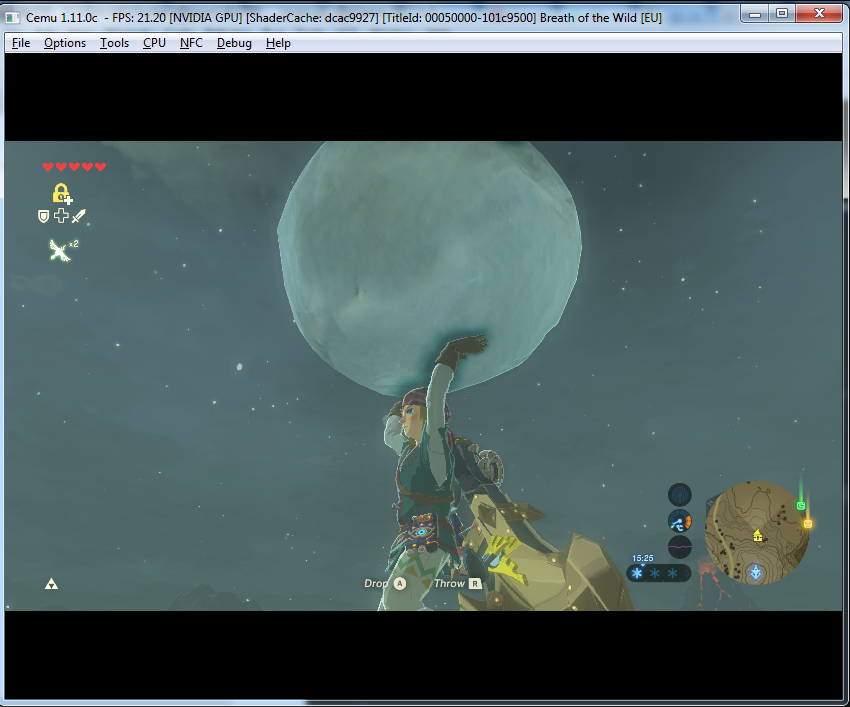 Cemu 1.11.0c - FPS: 21.20 [NVIDIA GPU] [ShaderCache: dcac9927] [TitleId: 00050000-101c9500] Breath of the Wild [EU]
File Options Tools CPU NFC Debug Help
x2
15:25
Drop A Throw R